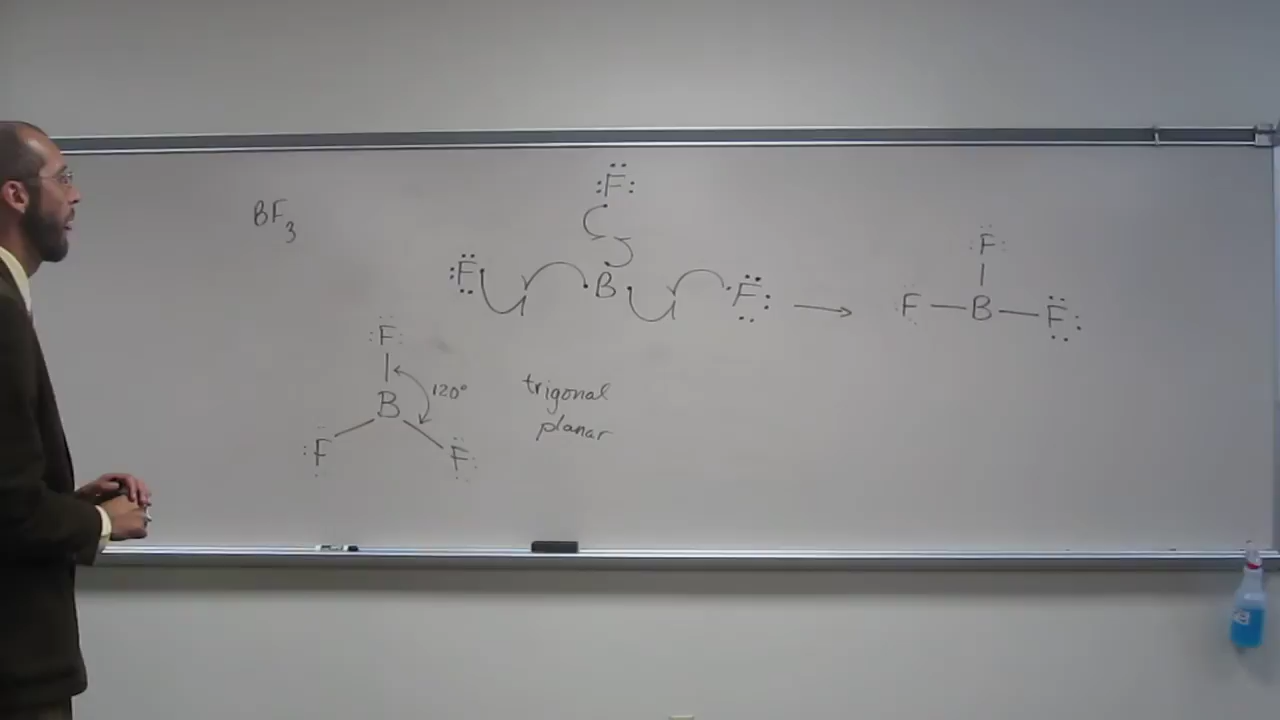 BF3
F
F B F
F
F B F
F
B 120°
F F
trigonal
planar